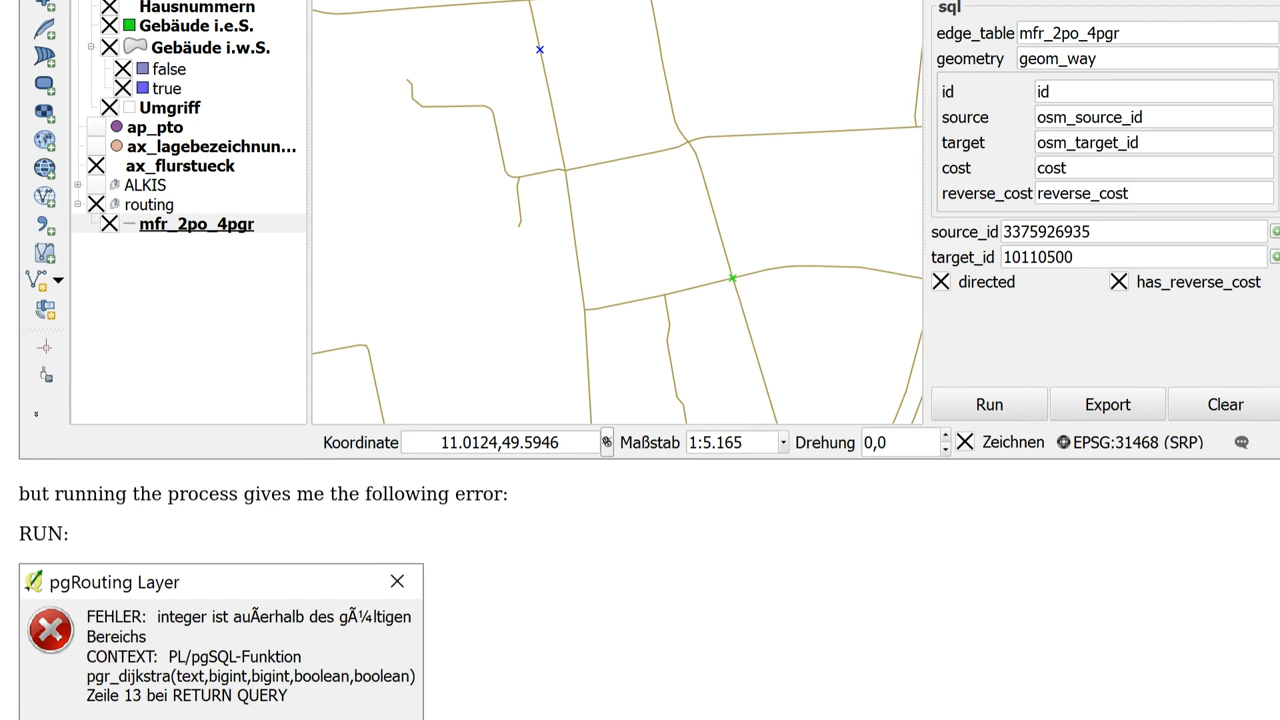 Hausnummern
Gebäude i.e.S.
Gebäude i.w.S.
false
true
Umgriff
ap_pto
ax_lagebezeichnun...
ax_flurstueck
ALKIS
routing
mfr_2po_4pgr
sql
edge_table mfr_2po_4pgr
geometry geom_way
id id
source osm_source_id
target osm_target_id
cost cost
reverse_cost reverse_cost
source_id 3375926935
target_id 10110500
directed has_reverse_cost
Run Export Clear
Koordinate 11.0124,49.5946 Maßstab 1:5.165 Drehung 0,0 Zeichnen EPSG:31468 (SRP)
but running the process gives me the following error:
RUN:
pgRouting Layer
FEHLER: integer ist auÃerhalb des gÃ¼ltigen
Bereichs
CONTEXT: PL/pgSQL-Funktion
pgr_dijkstra(text,bigint,bigint,boolean,boolean)
Zeile 13 bei RETURN QUERY